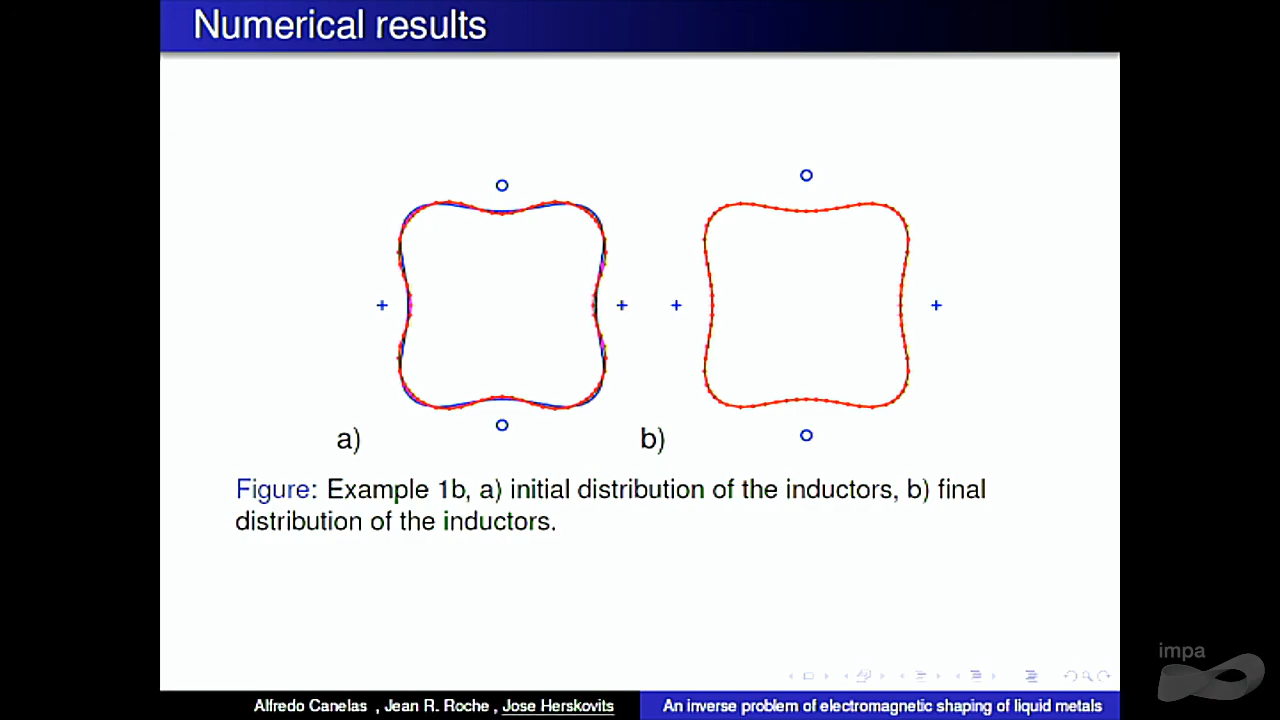 Numerical results
a)
b)
Figure: Example 1b, a) initial distribution of the inductors, b) final
distribution of the inductors.
impa
Alfredo Canelas , Jean R. Roche , Jose Herskovits
An inverse problem of electromagnetic shaping of liquid metals